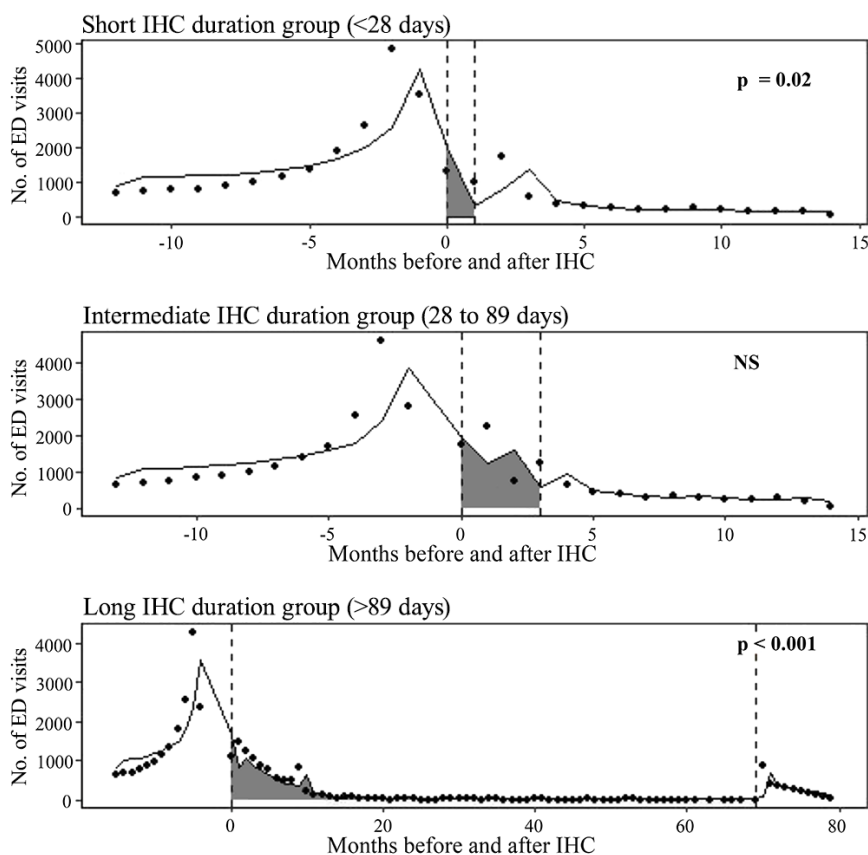 Short IHC duration group (<28 days)
No. of ED visits
5000
4000
3000
2000
1000
0
p = 0.02
-10
-5
0
5
10
15
Months before and after IHC
Intermediate IHC duration group (28 to 89 days)
No. of ED visits
4000
3000
2000
1000
0
NS
-10
-5
0
5
10
15
Months before and after IHC
Long IHC duration group (>89 days)
No. of ED visits
4000
3000
2000
1000
0
p < 0.001
0
20
40
60
80
Months before and after IHC